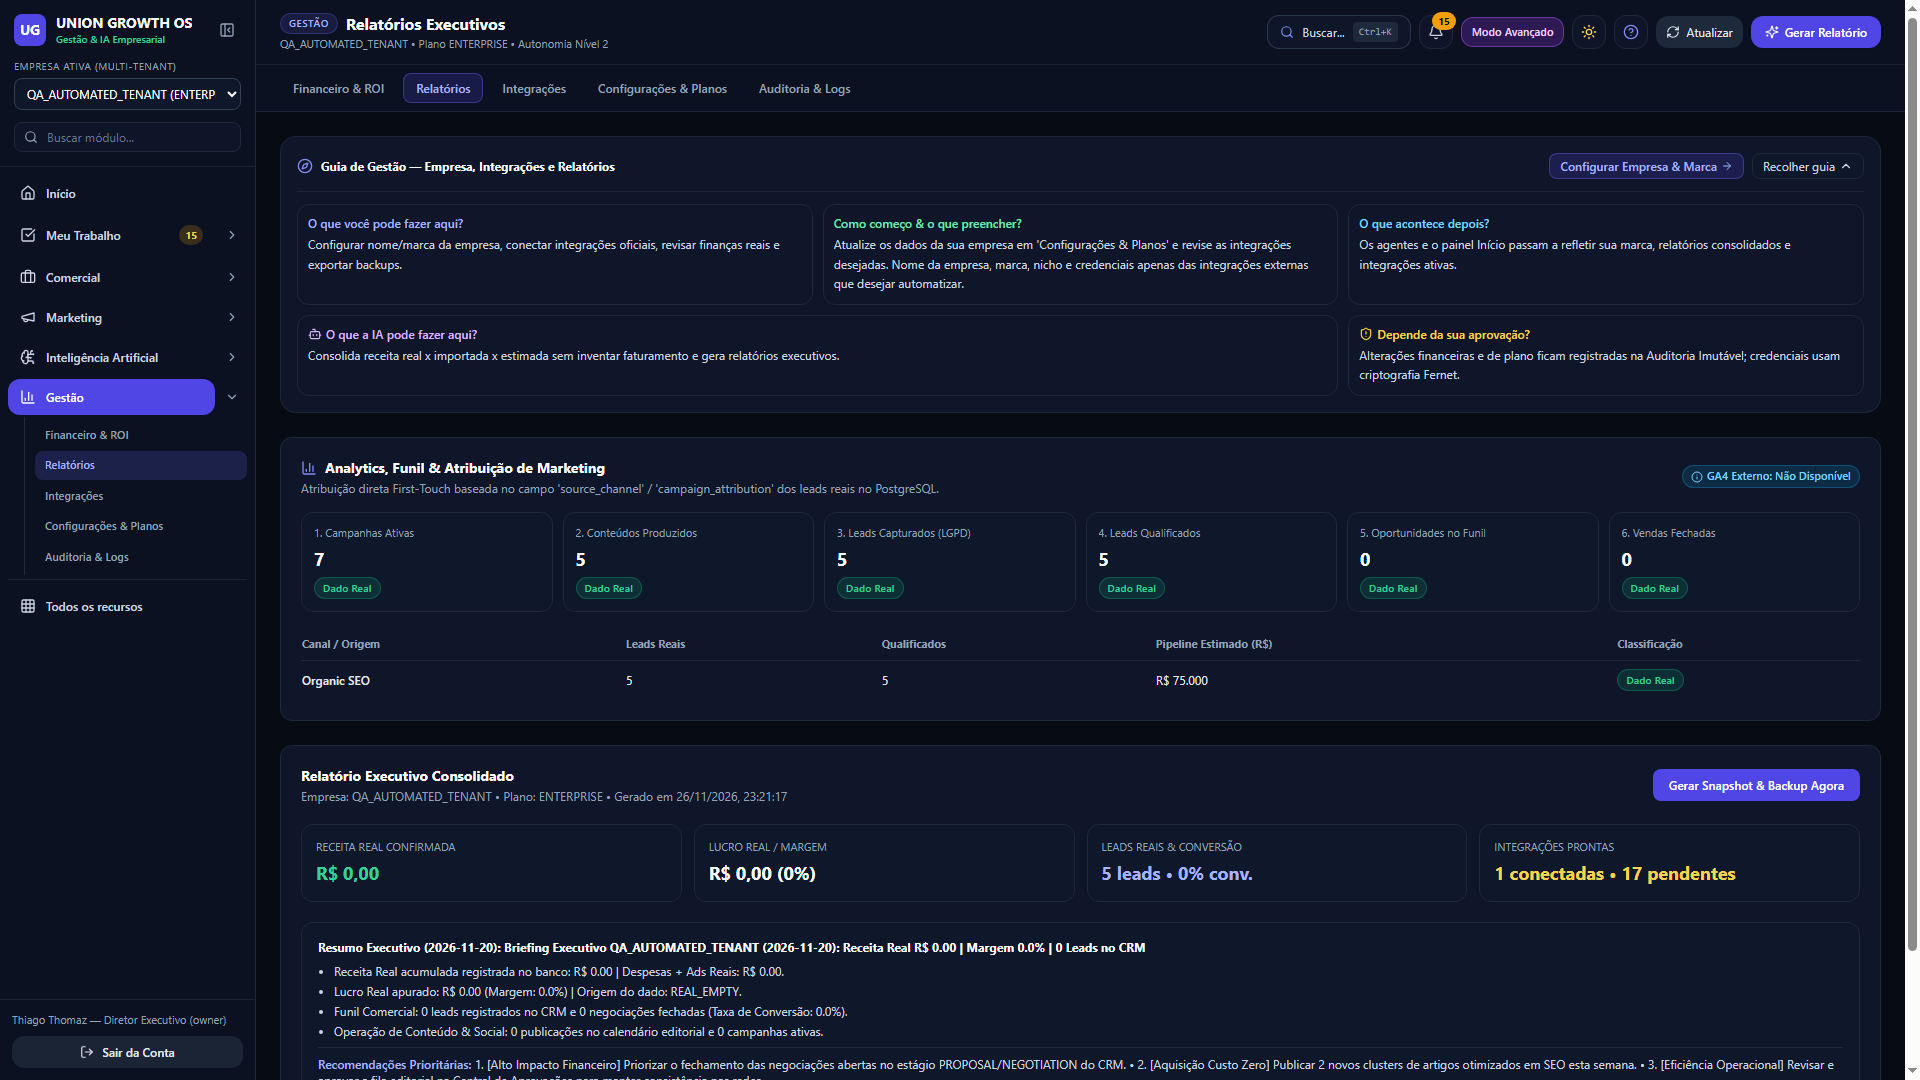 UG
UNION GROWTH OS
Gestão & IA Empresarial
EMPRESA ATIVA (MULTI-TENANT)
QA_AUTOMATED_TENANT (ENTERP
Buscar módulo...
Início
Meu Trabalho
15
Comercial
Marketing
Inteligência Artificial
Gestão
Financeiro & ROI
Relatórios
Integrações
Configurações & Planos
Auditoria & Logs
Todos os recursos
Thiago Thomaz — Diretor Executivo (owner)
Sair da Conta
GESTÃO
Relatórios Executivos
QA_AUTOMATED_TENANT • Plano ENTERPRISE • Autonomia Nível 2
Buscar...
Ctrl+K
15
Modo Avançado
Atualizar
Gerar Relatório
Financeiro & ROI
Relatórios
Integrações
Configurações & Planos
Auditoria & Logs
Guia de Gestão — Empresa, Integrações e Relatórios
Configurar Empresa & Marca
Recolher guia
O que você pode fazer aqui?
Configurar nome/marca da empresa, conectar integrações oficiais, revisar finanças reais e
exportar backups.
Como começo & o que preencher?
Atualize os dados da sua empresa em 'Configurações & Planos' e revise as integrações
desejadas. Nome da empresa, marca, nicho e credenciais apenas das integrações externas
que desejar automatizar.
O que acontece depois?
Os agentes e o painel Início passam a refletir sua marca, relatórios consolidados e
integrações ativas.
O que a IA pode fazer aqui?
Consolida receita real x importada x estimada sem inventar faturamento e gera relatórios executivos.
Depende da sua aprovação?
Alterações financeiras e de plano ficam registradas na Auditoria Imutável; credenciais usam
criptografia Fernet.
Analytics, Funil & Atribuição de Marketing
Atribuição direta First-Touch baseada no campo 'source_channel' / 'campaign_attribution' dos leads reais no PostgreSQL.
GA4 Externo: Não Disponível
1. Campanhas Ativas
7
Dado Real
2. Conteúdos Produzidos
5
Dado Real
3. Leads Capturados (LGPD)
5
Dado Real
4. Leads Qualificados
5
Dado Real
5. Oportunidades no Funil
0
Dado Real
6. Vendas Fechadas
0
Dado Real
Canal / Origem Leads Reais Qualificados Pipeline Estimado (R$) Classificação
Organic SEO 5 5 R$ 75.000 Dado Real
Relatório Executivo Consolidado
Empresa: QA_AUTOMATED_TENANT • Plano: ENTERPRISE • Gerado em 26/11/2026, 23:21:17
Gerar Snapshot & Backup Agora
RECEITA REAL CONFIRMADA
R$ 0,00
LUCRO REAL / MARGEM
R$ 0,00 (0%)
LEADS REAIS & CONVERSÃO
5 leads • 0% conv.
INTEGRAÇÕES PRONTAS
1 conectadas • 17 pendentes
Resumo Executivo (2026-11-20): Briefing Executivo QA_AUTOMATED_TENANT (2026-11-20): Receita Real R$ 0.00 | Margem 0.0% | 0 Leads no CRM
• Receita Real acumulada registrada no banco: R$ 0.00 | Despesas + Ads Reais: R$ 0.00.
• Lucro Real apurado: R$ 0.00 (Margem: 0.0%) | Origem do dado: REAL_EMPTY.
• Funil Comercial: 0 leads registrados no CRM e 0 negociações fechadas (Taxa de Conversão: 0.0%).
• Operação de Conteúdo & Social: 0 publicações no calendário editorial e 0 campanhas ativas.
Recomendações Prioritárias: 1. [Alto Impacto Financeiro] Priorizar o fechamento das negociações abertas no estágio PROPOSAL/NEGOTIATION do CRM. • 2. [Aquisição Custo Zero] Publicar 2 novos clusters de artigos otimizados em SEO esta semana. • 3. [Eficiência Operacional] Revisar e